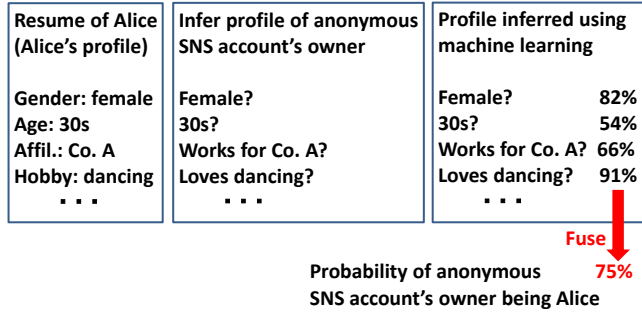 Resume of Alice
(Alice's profile)
Gender: female
Age: 30s
Affil.: Co. A
Hobby: dancing
. . .
Infer profile of anonymous
SNS account's owner
Female?
30s?
Works for Co. A?
Loves dancing?
. . .
Profile inferred using
machine learning
Female? 82%
30s? 54%
Works for Co. A? 66%
Loves dancing? 91%
. . .
Fuse
Probability of anonymous 75%
SNS account's owner being Alice